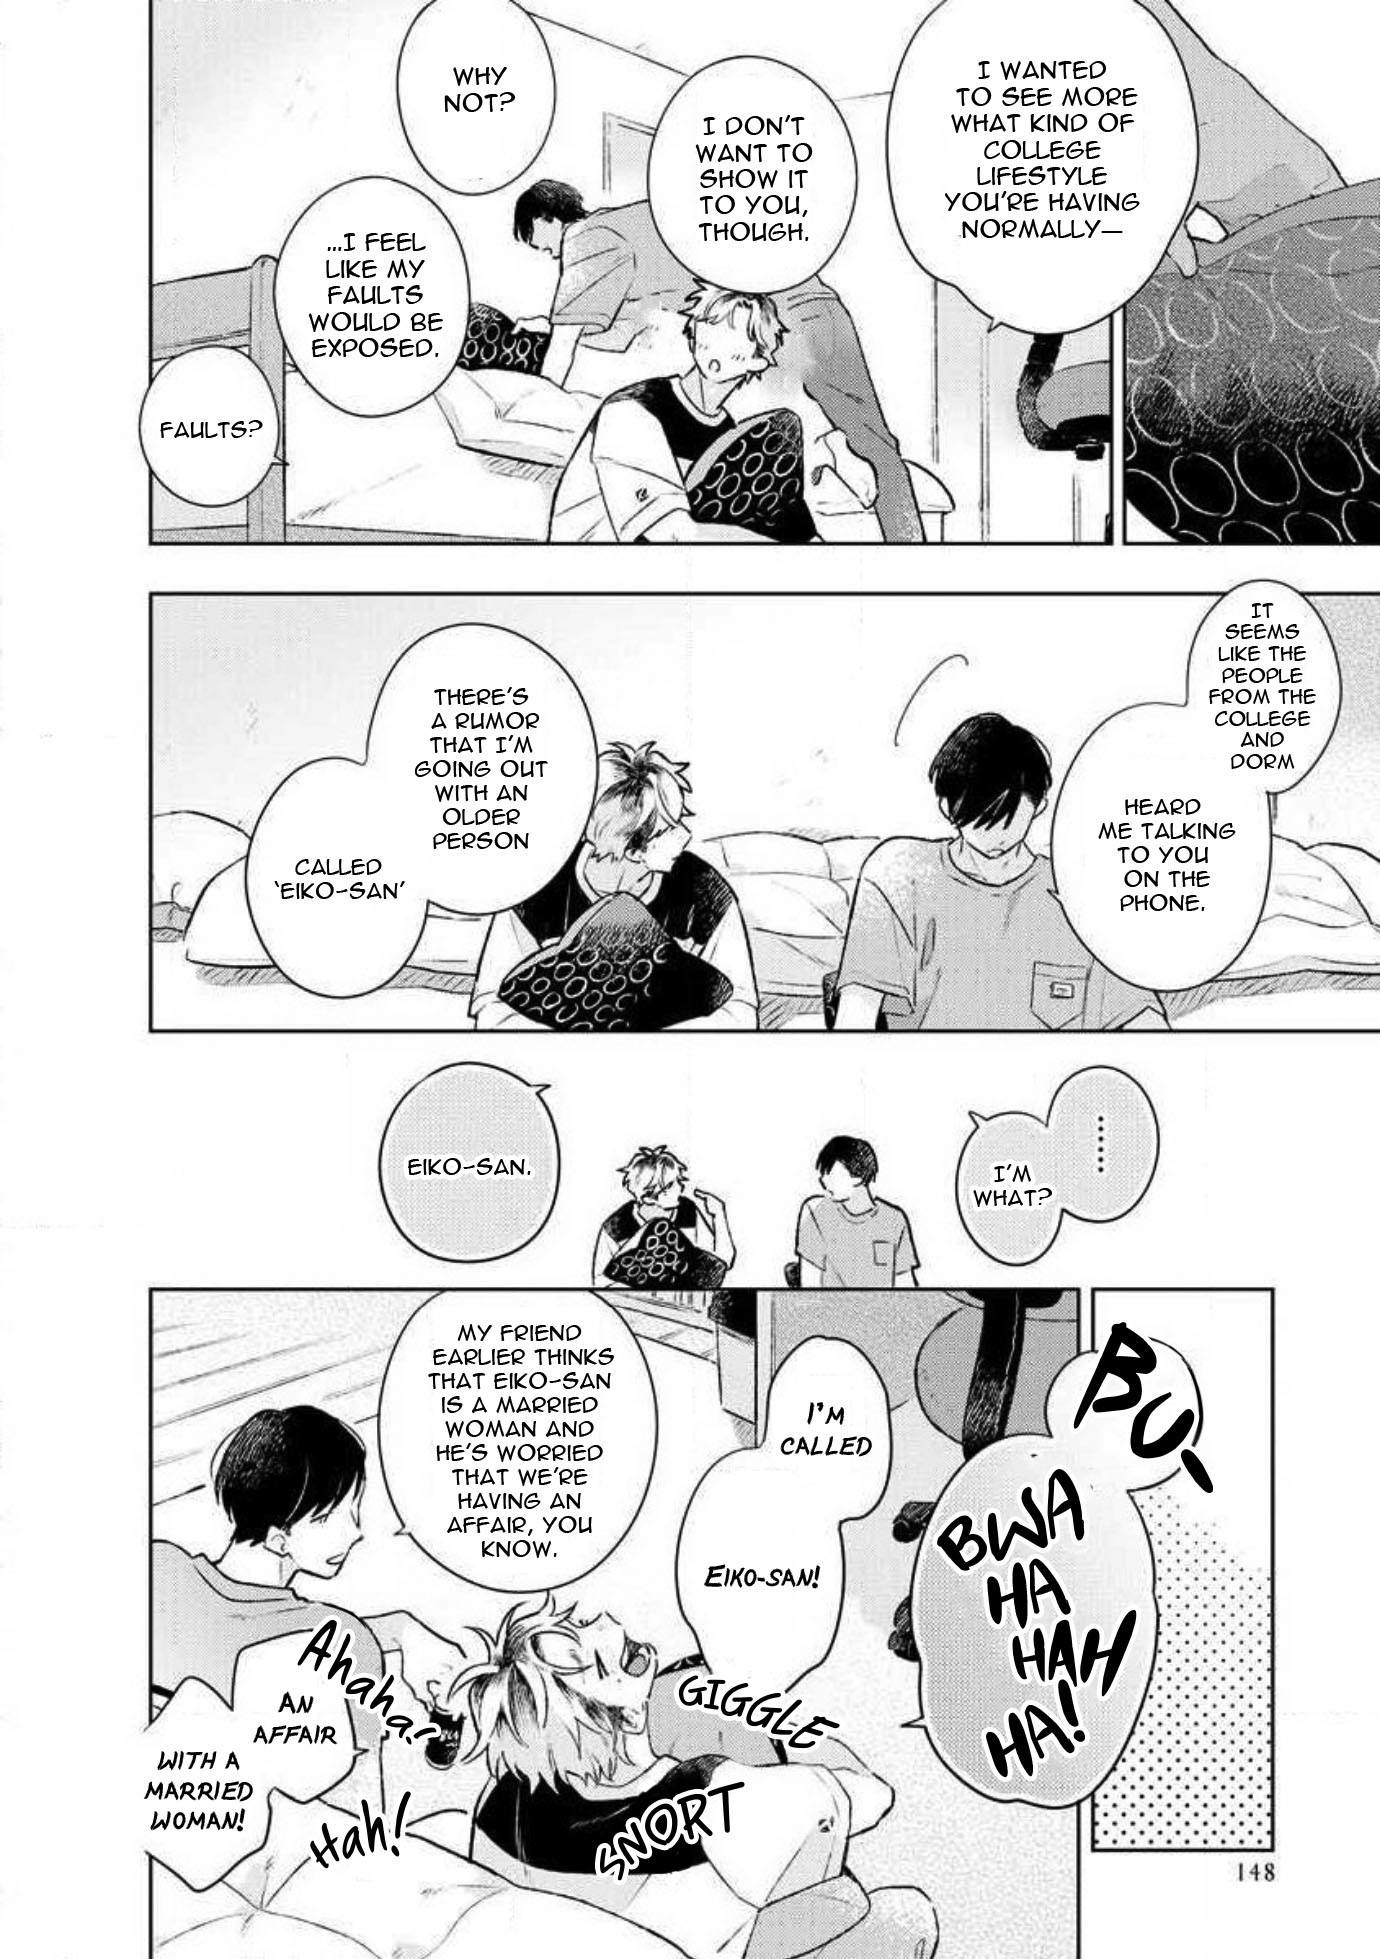 I WANTED
TO SEE MORE
WHAT KIND OF
COLLEGE
LIFESTYLE
YOU'RE HAVING
NORMALLY—
I DON'T
WANT TO
SHOW IT
TO YOU,
THOUGH.
WHY
NOT?
...I FEEL
LIKE MY
FAULTS
WOULD BE
EXPOSED.
FAULTS?
IT
SEEMS
LIKE THE
PEOPLE
FROM THE
COLLEGE
AND
DORM
HEARD
ME TALKING
TO YOU
ON THE
PHONE.
THERE'S
A RUMOR
THAT I'M
GOING OUT
WITH AN
OLDER
PERSON
CALLED
'EIKO-SAN'
......
I'M
WHAT?
EIKO-SAN.
BU,
BWA
HA
HAH
HA!
I'M
CALLED
EIKO-SAN!
MY FRIEND
EARLIER THINKS
THAT EIKO-SAN
IS A MARRIED
WOMAN AND
HE'S WORRIED
THAT WE'RE
HAVING AN
AFFAIR, YOU
KNOW.
GIGGLE
SNORT
Ahaha!
Hah!
AN
AFFAIR
WITH A
MARRIED
WOMAN!
148